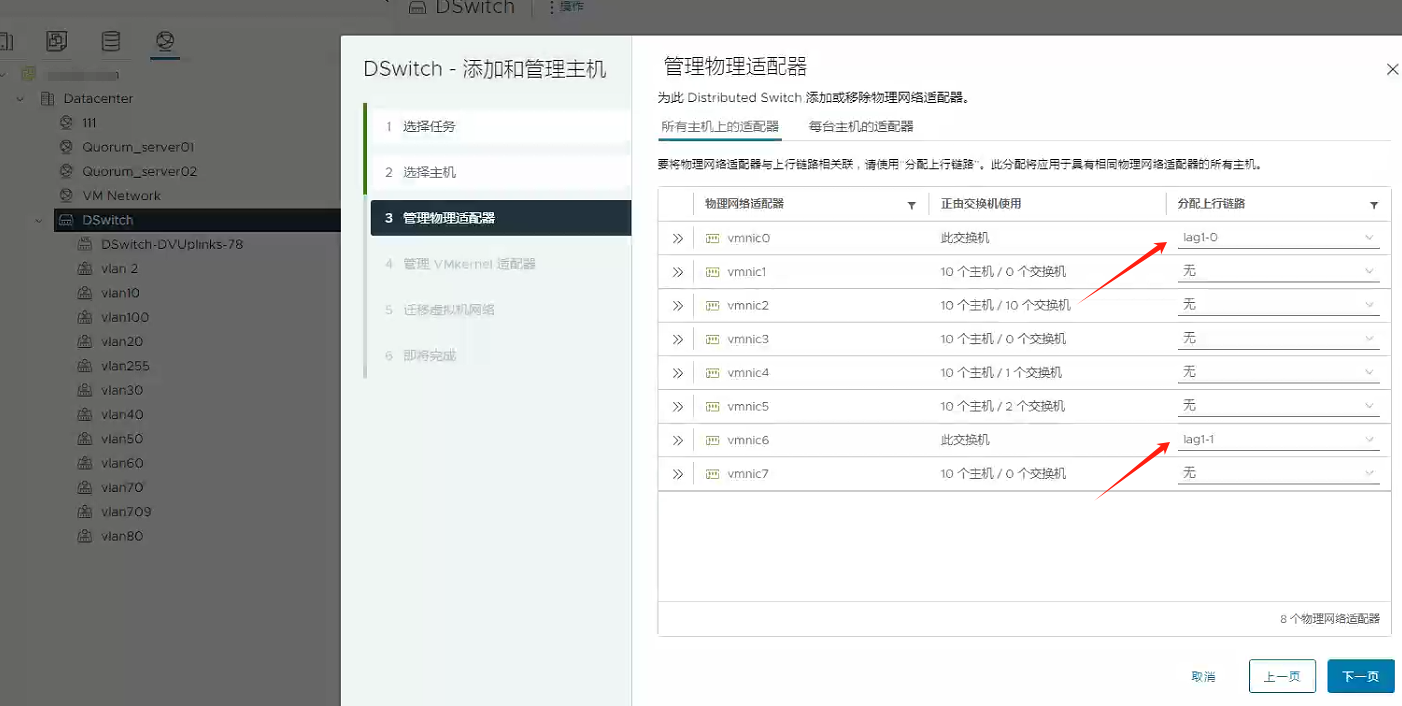 DSwitch
操作
Datacenter
111
Quorum_server01
Quorum_server02
VM Network
DSwitch
DSwitch-DVUplinks-78
vlan 2
vlan10
vlan100
vlan20
vlan255
vlan30
vlan40
vlan50
vlan60
vlan70
vlan709
vlan80
DSwitch - 添加和管理主机
1 选择任务
2 选择主机
3 管理物理适配器
4 管理 VMkernel 适配器
5 迁移虚拟机网络
6 即将完成
管理物理适配器
为此 Distributed Switch 添加或移除物理网络适配器。
所有主机上的适配器 每台主机的适配器
要将物理网络适配器与上行链路相关联，请使用“分配上行链路”。此分配将应用于具有相同物理网络适配器的所有主机。
物理网络适配器 正由交换机使用 分配上行链路
vmnic0 此交换机 lag1-0
vmnic1 10 个主机 / 0 个交换机 无
vmnic2 10 个主机 / 10 个交换机 无
vmnic3 10 个主机 / 0 个交换机 无
vmnic4 10 个主机 / 1 个交换机 无
vmnic5 10 个主机 / 2 个交换机 无
vmnic6 此交换机 lag1-1
vmnic7 10 个主机 / 0 个交换机 无
8 个物理网络适配器
取消 上一页 下一页